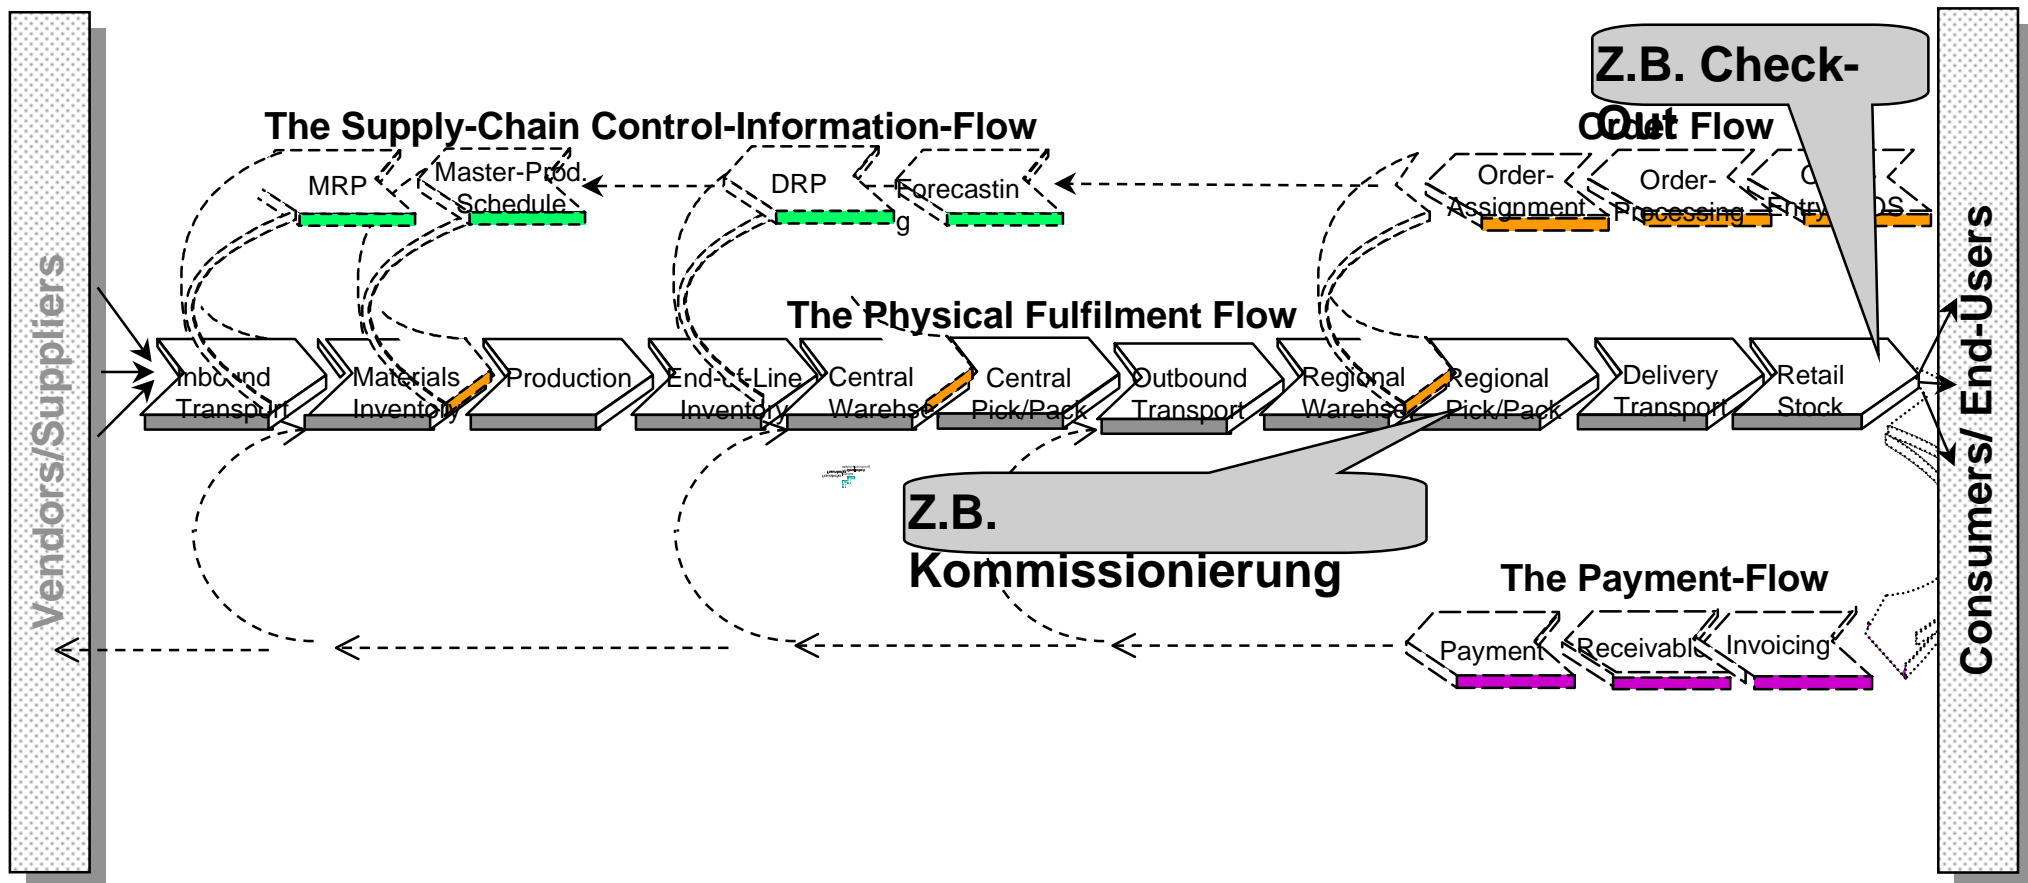 Z.B. Check-
Out
The Supply-Chain Control-Information-Flow
Order Flow
MRP
Master-Prod.
Schedule
DRP
Forecastin
g
Order-
Assignment
Order-
Processing
Entry
The Physical Fulfilment Flow
Inbound
Transport
Materials
Inventory
Production
End-of-Line
Inventory
Central
Warehse
Central
Pick/Pack
Outbound
Transport
Regional
Warehse
Regional
Pick/Pack
Delivery
Transport
Retail
Stock
Z.B.
Kommissionierung
The Payment-Flow
Payment
Receivable
Invoicing
Vendors/Suppliers
Consumers/ End-Users